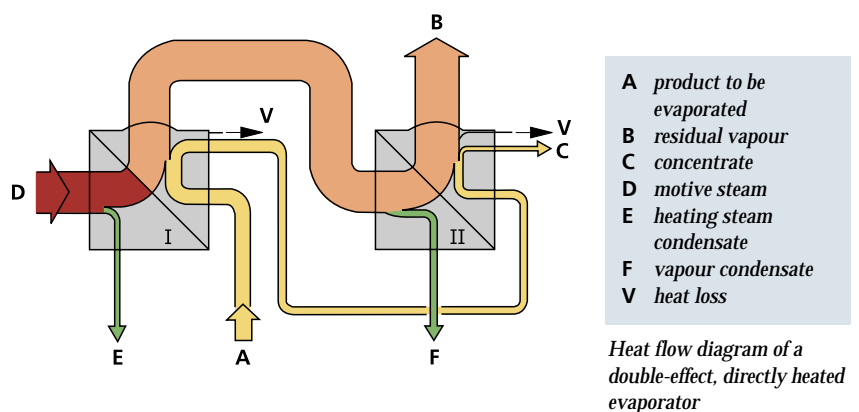 B
V
V
C
D
I
II
E
A
F
A product to be
evaporated
B residual vapour
C concentrate
D motive steam
E heating steam
condensate
F vapour condensate
V heat loss
Heat flow diagram of a
double-effect, directly heated
evaporator